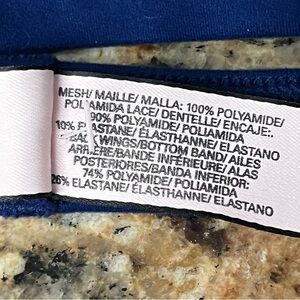 MESH/ MAILLE/ MALLA: 100% POLYAMIDE/
POLIAMIDA LACE/ DENTELLE/ ENCAJE:.
90% POLYAMIDE/ POLIAMIDA
10% ELASTANE/ ÉLASTHANNE/ ELASTANO
BACK WINGS/BOTTOM BAND/ AILES
ARRIÈRE/BANDE INFÉRIEURE/ ALAS
POSTERIORES/BANDA INFERIOR:
74% POLYAMIDE/ POLIAMIDA
26% ELASTANE/ ÉLASTHANNE/ ELASTANO